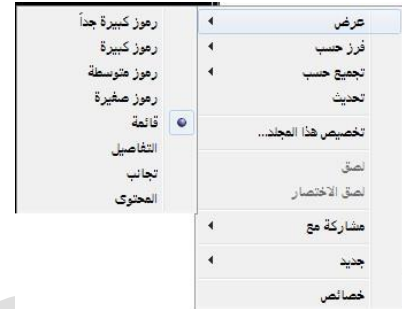 عرض
فرز حسب
تجميع حسب
تحديث
تخصيص هذا المجلد...
لصق
لصق الاختصار
مشاركة مع
جديد
خصائص
رموز كبيرة جداً
رموز كبيرة
رموز متوسطة
رموز صغيرة
قائمة
التفاصيل
تجانب
المحتوى